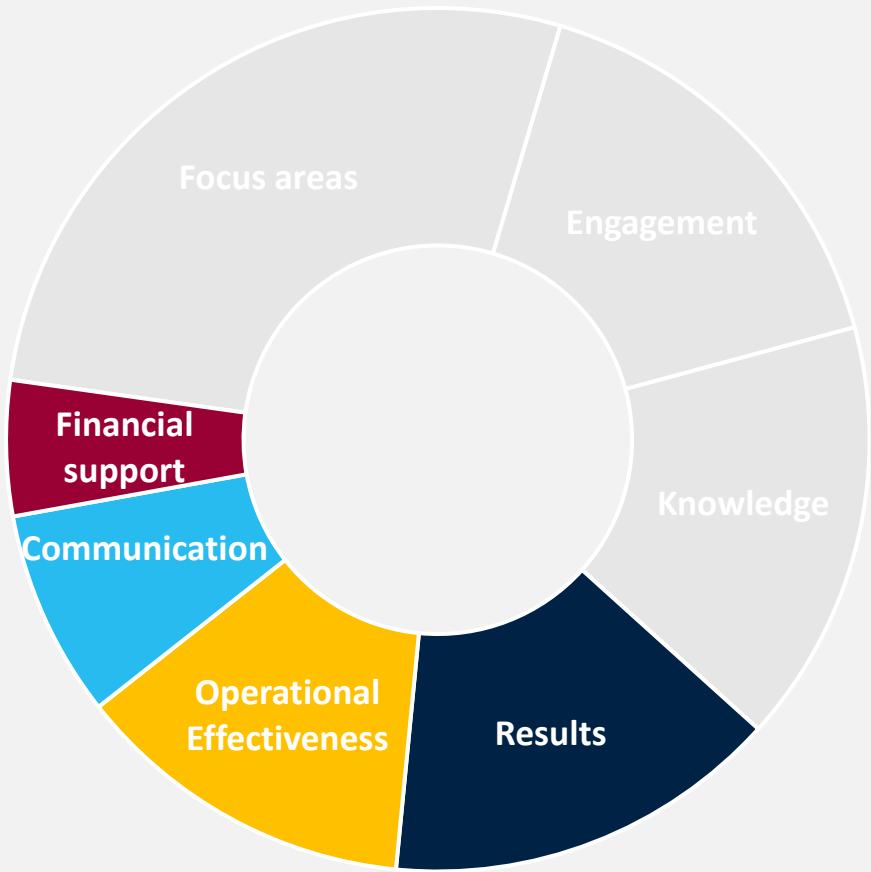 Focus areas
Engagement
Financial
support
Knowledge
Communication
Operational
Effectiveness
Results